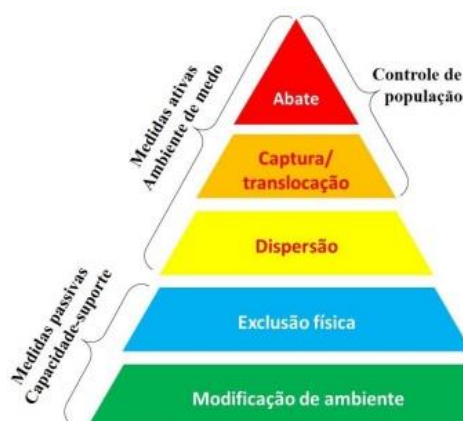 Abate
Captura/
translocação
Dispersão
Exclusão física
Modificação de ambiente
Medidas ativas
Ambiente de medo
Medidas passivas
Capacidade-suporte
Controle de
população